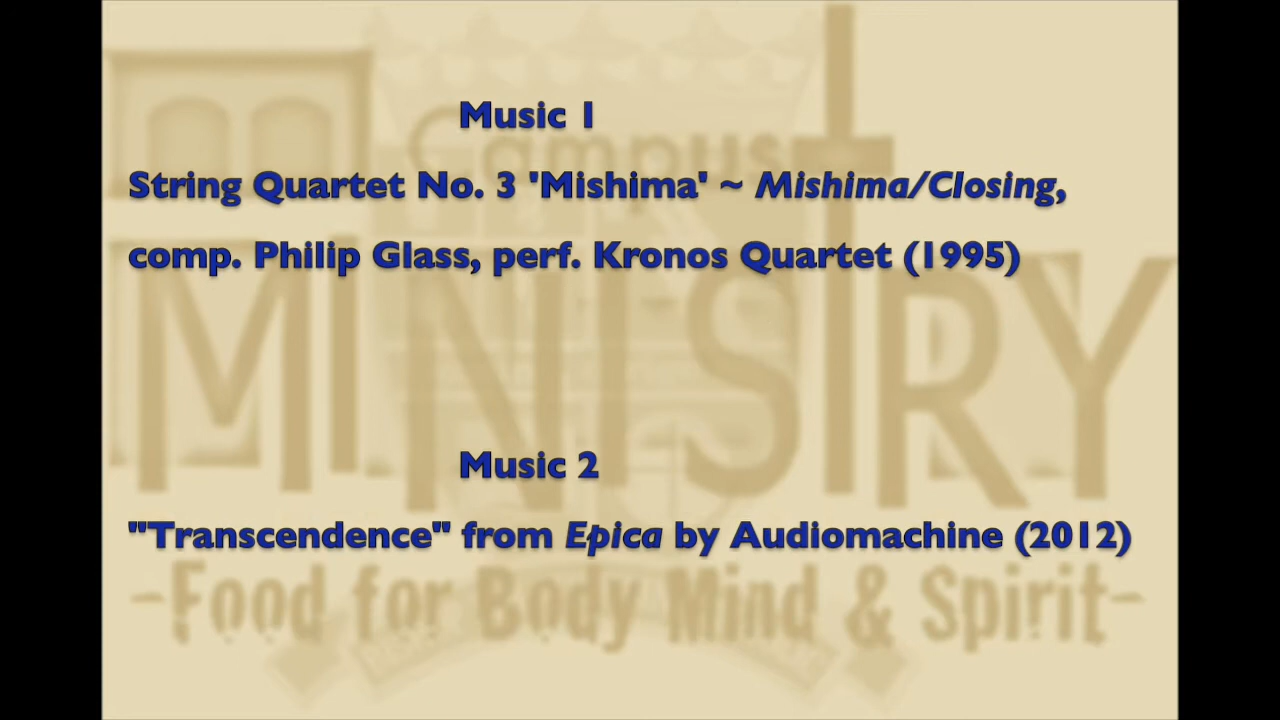 Music 1
String Quartet No. 3 'Mishima' ~ Mishima/Closing,
comp. Philip Glass, perf. Kronos Quartet (1995)
Campus
MINISTRY
Music 2
"Transcendence" from Epica by Audiomachine (2012)
-Food for Body Mind & Spirit-